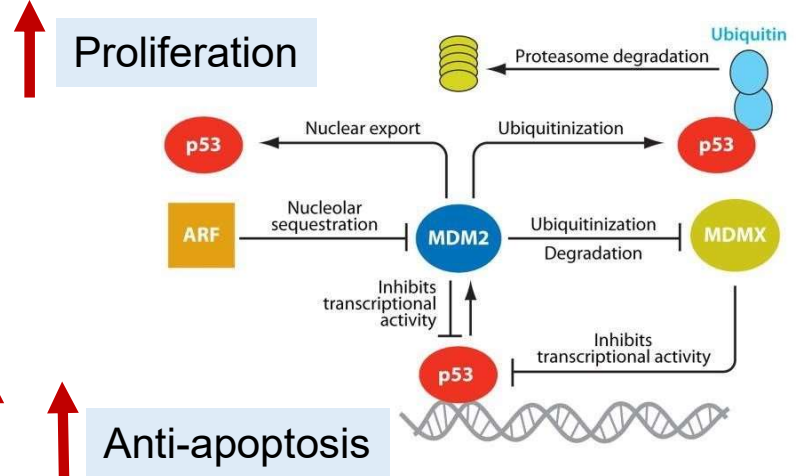 Proliferation
Ubiquitin
Proteasome degradation
Nuclear export
Ubiquitinization
p53
p53
Nucleolar
sequestration
ARF
MDM2
Ubiquitinization
Degradation
MDMX
Inhibits
transcriptional
activity
Inhibits
transcriptional activity
p53
Anti-apoptosis